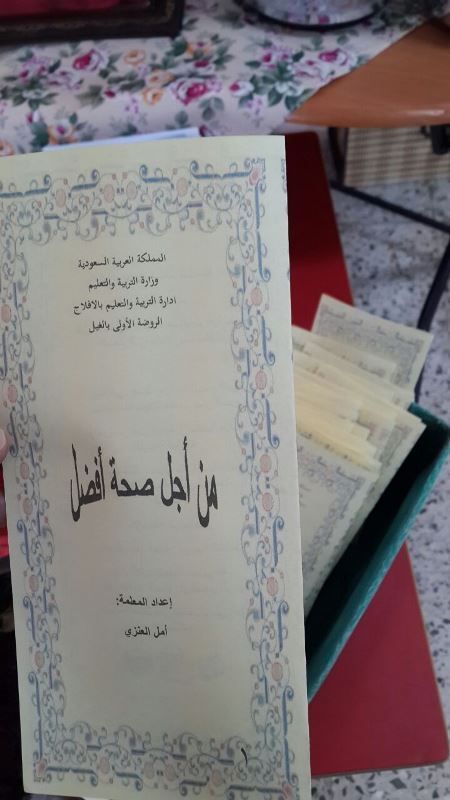 المملكة العربية السعودية
وزارة التربية والتعليم
ادارة التربية والتعليم بالافلاج
الروضة الأولى بالغيل
من أجل صحة أفضل
إعداد المعلمة:
أمل العنزي
١